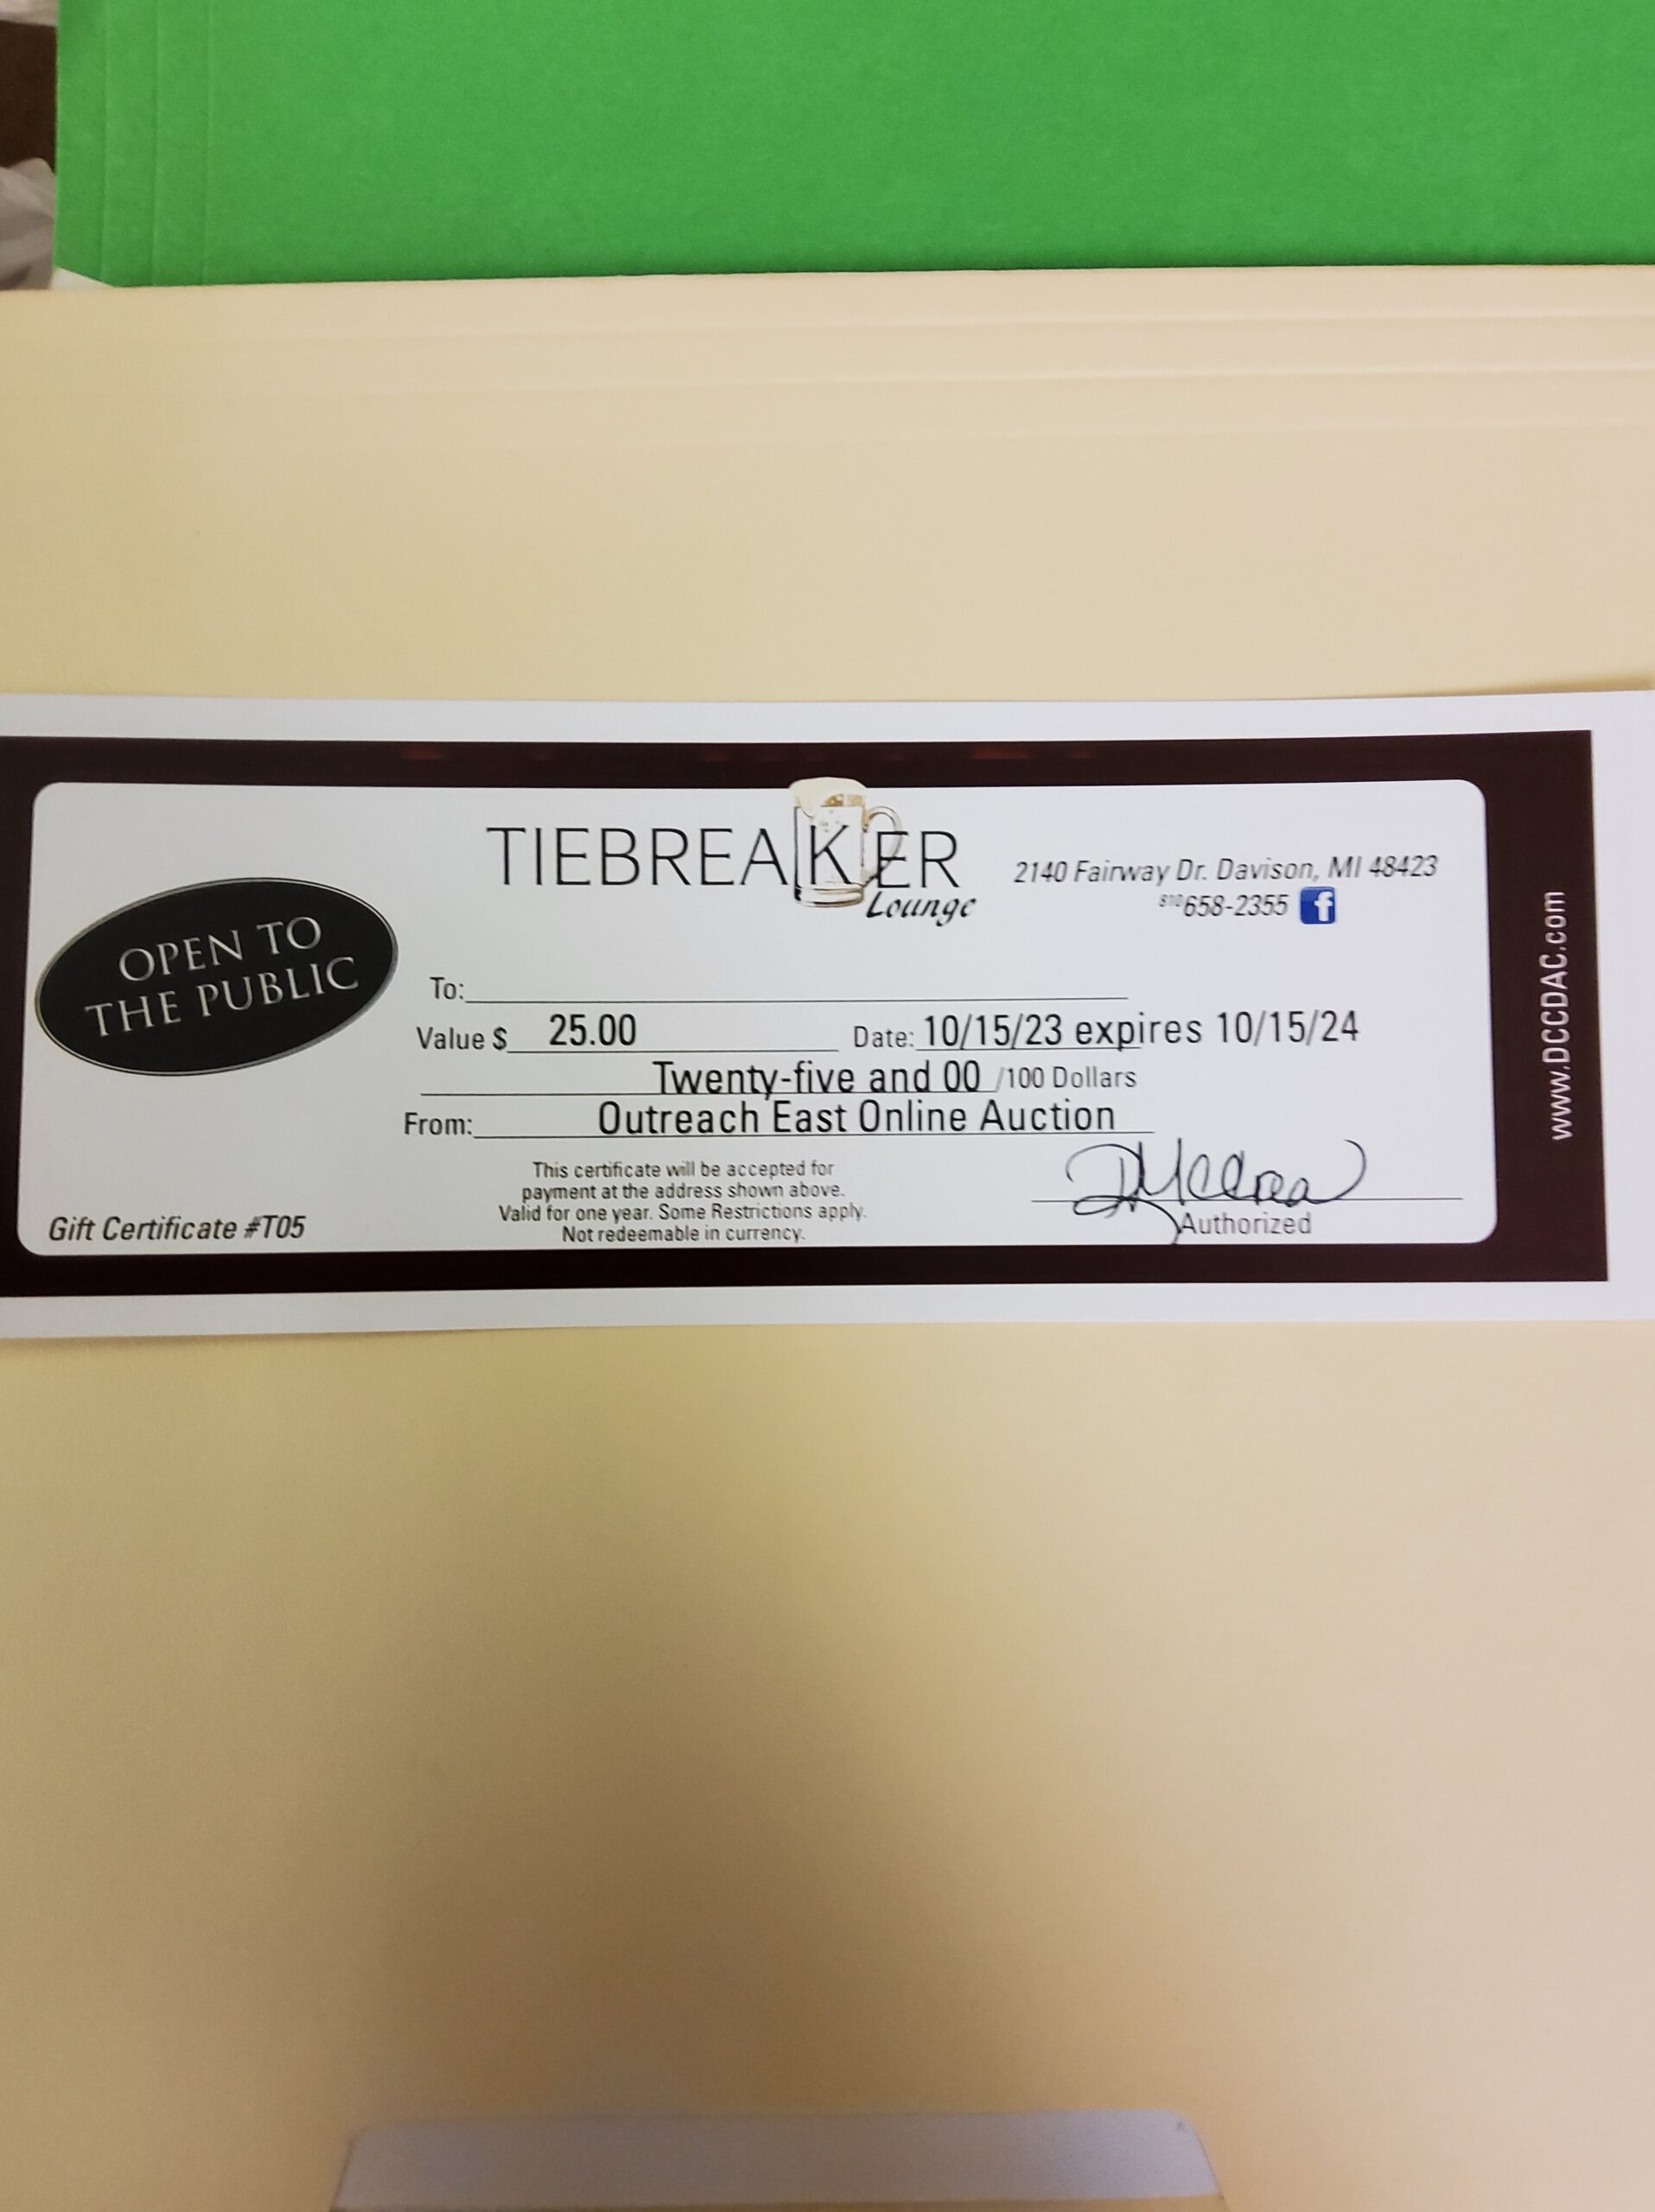 TIEBREAKER
Lounge
2140 Fairway Dr. Davison, MI 48423
810 658-2355 f
OPEN TO
THE PUBLIC
To:
Value $ 25.00 Date: 10/15/23 expires 10/15/24
Twenty-five and 00 /100 Dollars
From: Outreach East Online Auction
This certificate will be accepted for
payment at the address shown above.
Valid for one year. Some Restrictions apply.
Not redeemable in currency.
Authorized
Gift Certificate #T05
www.DCCDAC.com